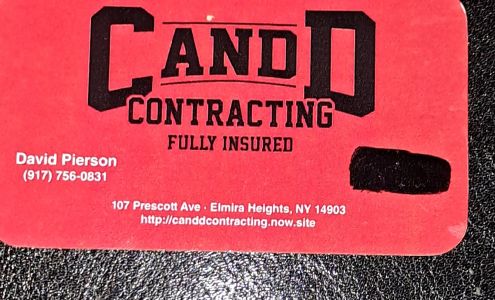 C AND D
CONTRACTING
FULLY INSURED
David Pierson
(917) 756-0831
107 Prescott Ave · Elmira Heights, NY 14903
http://canddcontracting.now.site